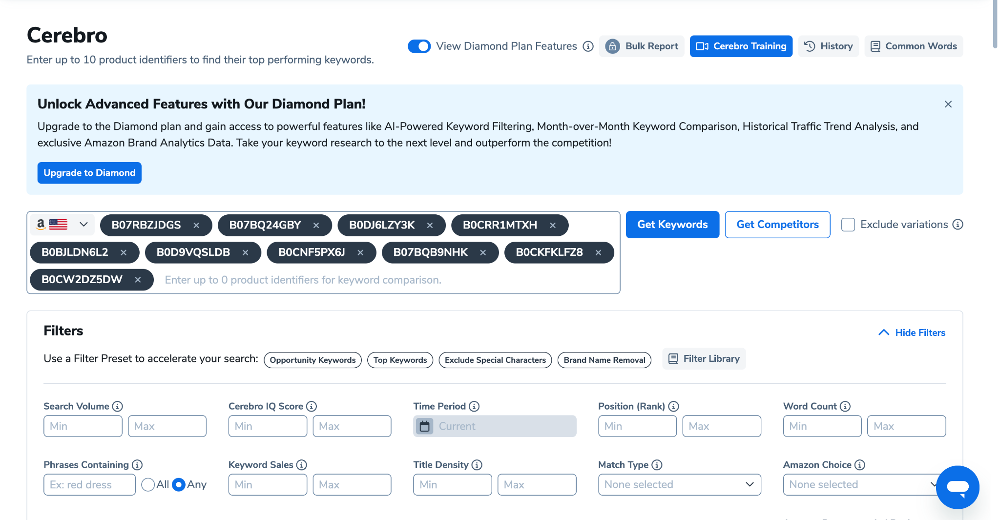 Cerebro
Enter up to 10 product identifiers to find their top performing keywords.
View Diamond Plan Features
Bulk Report
Cerebro Training
History
Common Words
Unlock Advanced Features with Our Diamond Plan!
Upgrade to the Diamond plan and gain access to powerful features like AI-Powered Keyword Filtering, Month-over-Month Keyword Comparison, Historical Traffic Trend Analysis, and
exclusive Amazon Brand Analytics Data. Take your keyword research to the next level and outperform the competition!
Upgrade to Diamond
B07RBZJDGS B07BQ24GBY B0DJ6LZY3K B0CRR1MTXH
B0BJLDN6L2 B0D9VQSLDB B0CNF5PX6J B07BQB9NHK B0CKFKLFZ8
B0CW2DZ5DW Enter up to 0 product identifiers for keyword comparison.
Get Keywords
Get Competitors
Exclude variations
Filters
Hide Filters
Use a Filter Preset to accelerate your search: Opportunity Keywords Top Keywords Exclude Special Characters Brand Name Removal Filter Library
Search Volume Cerebro IQ Score Time Period Position (Rank) Word Count
Min Max Min Max Current Min Max Min Max
Phrases Containing Keyword Sales Title Density Match Type Amazon Choice
Ex: red dress All Any Min Max Min Max None selected None selected